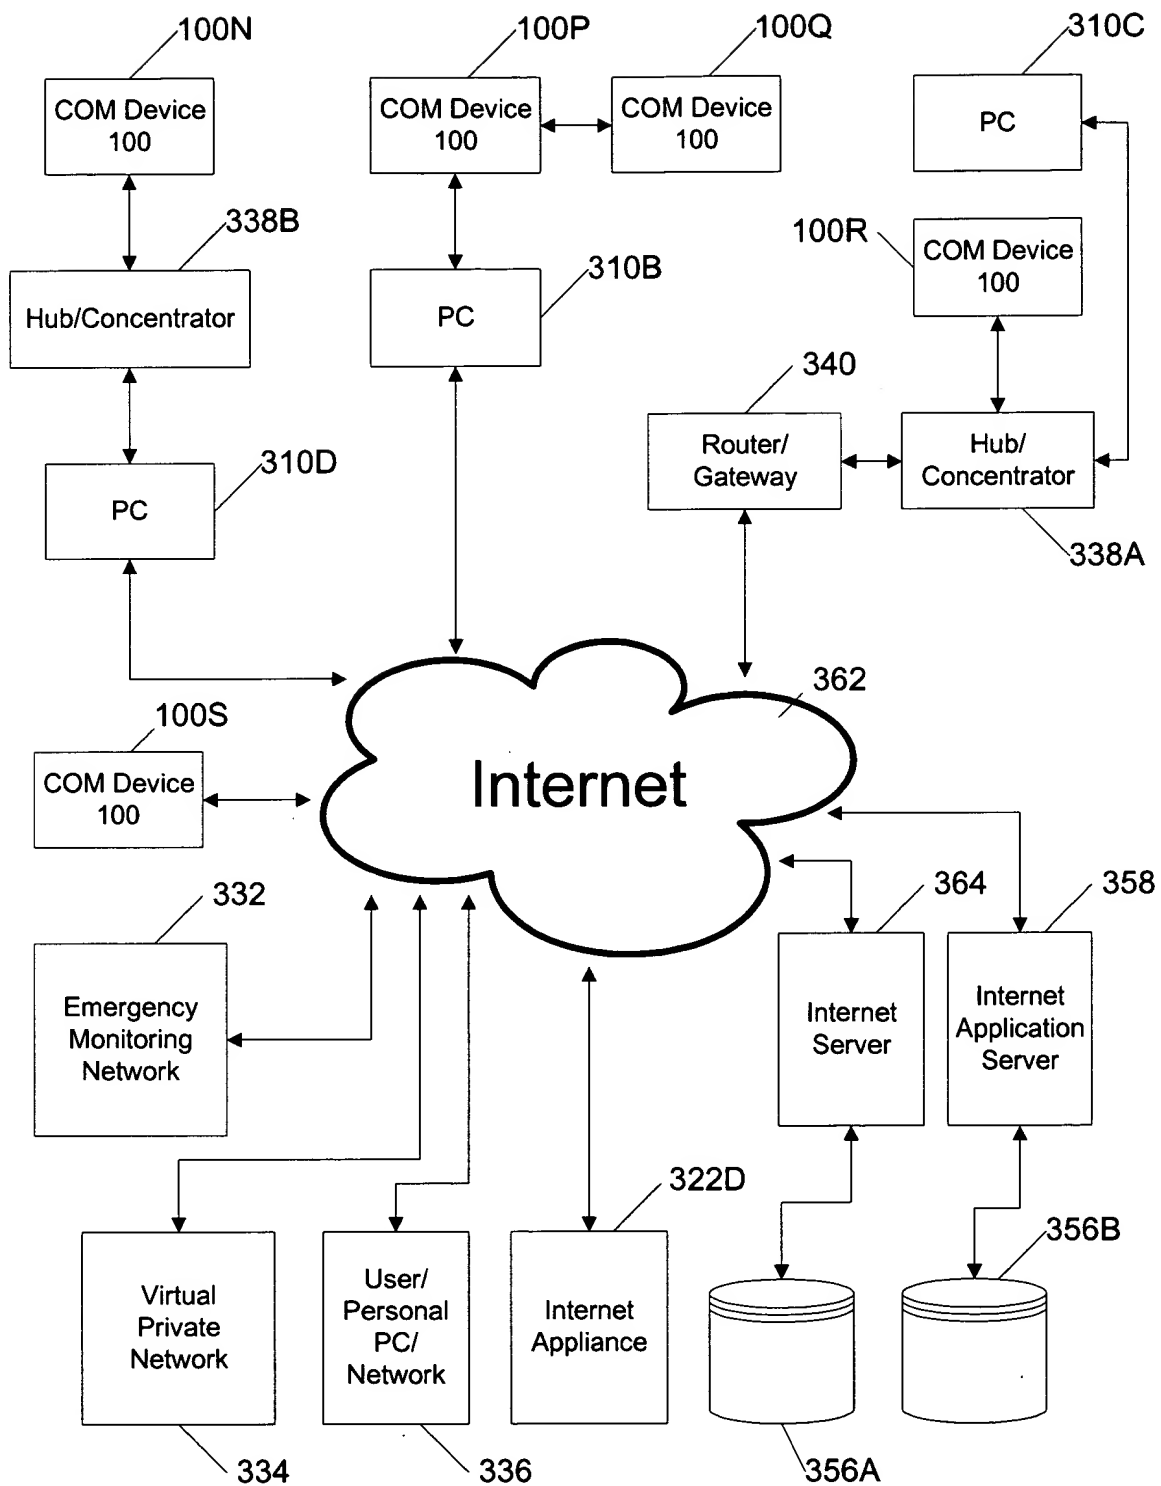 100N
100P
100Q
310C
COM Device
100
COM Device
100
COM Device
100
PC
338B
310B
100R
COM Device
100
Hub/Concentrator
PC
340
310D
Router/
Gateway
Hub/
Concentrator
PC
338A
362
100S
Internet
COM Device
100
332
364
358
Emergency
Monitoring
Network
Internet
Server
Internet
Application
Server
322D
356B
Virtual
Private
Network
User/
Personal
PC/
Network
Internet
Appliance
334
336
356A